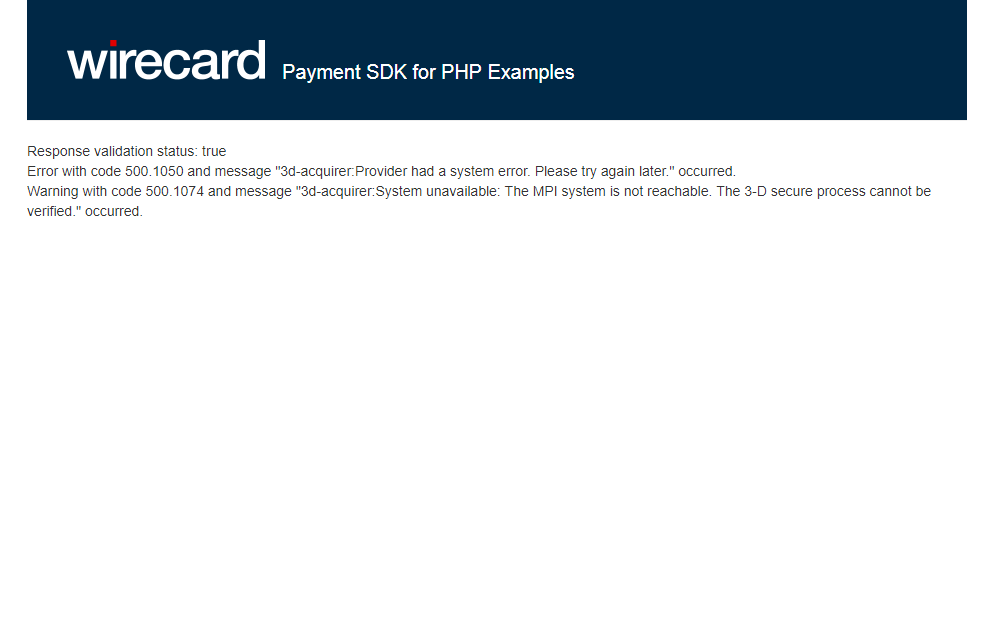 wirecard Payment SDK for PHP Examples
Response validation status: true
Error with code 500.1050 and message "3d-acquirer:Provider had a system error. Please try again later." occurred.
Warning with code 500.1074 and message "3d-acquirer:System unavailable: The MPI system is not reachable. The 3-D secure process cannot be
verified." occurred.